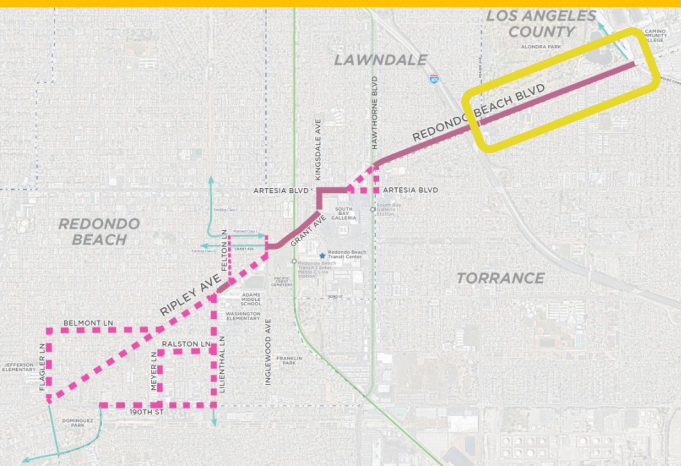 LOS ANGELES
COUNTY
ALONDRA PARK
CAMINO
COLLEGE
LAWNDALE
REDONDO BEACH BLVD
HAWTHORNE BLVD
KINGSDALE AVE
ARTESIA BLVD
ARTESIA BLVD
SOUTH
BAY
GALLERIA
GRANT AVE
REDONDO
BEACH
FELTON LN
Redondo Beach
Transit Center
TORRANCE
RIPLEY AVE
ADAMS
MIDDLE
SCHOOL
WASHINGTON
ELEMENTARY
BELMONT LN
INGLEWOOD AVE
RALSTON LN
FLAGLER LN
MEYER LN
LILIENTHAL LN
JEFFERSON
ELEMENTARY
FRANKLIN
PARK
190TH ST
DOMINGUEZ
PARK